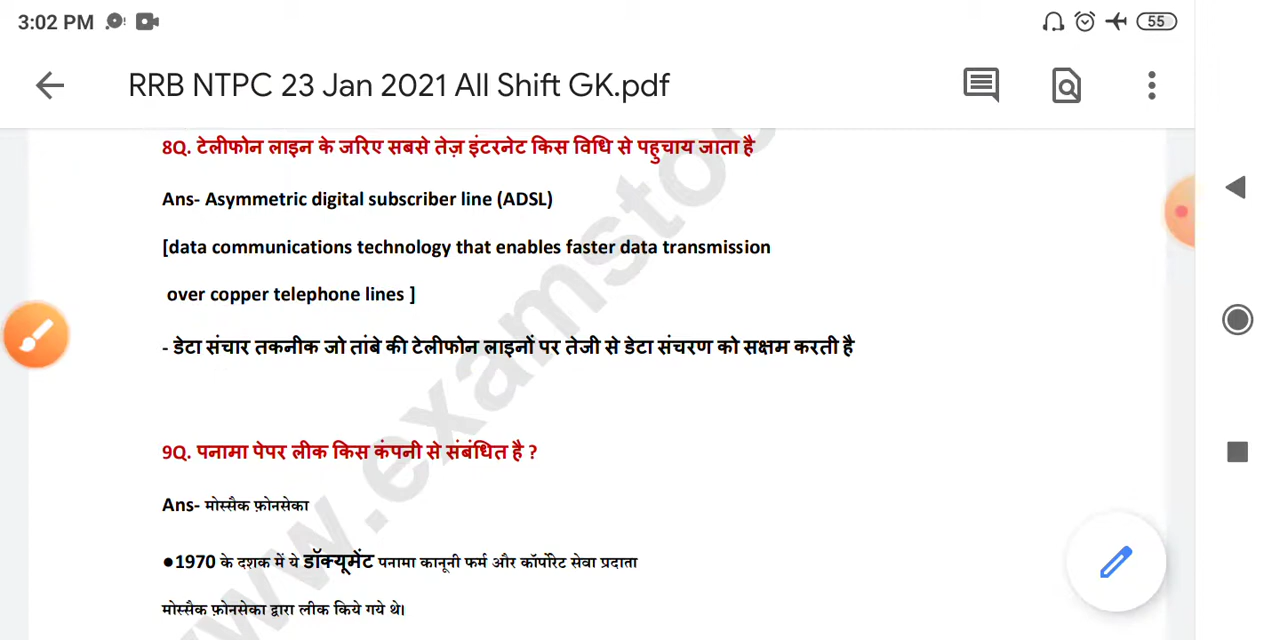 3:02 PM
55
RRB NTPC 23 Jan 2021 All Shift GK.pdf
8Q. टेलीफोन लाइन के जरिए सबसे तेज़ इंटरनेट किस विधि से पहुचाय जाता है
Ans- Asymmetric digital subscriber line (ADSL)
[data communications technology that enables faster data transmission
over copper telephone lines ]
- डेटा संचार तकनीक जो तांबे की टेलीफोन लाइनों पर तेजी से डेटा संचरण को सक्षम करती है
9Q. पनामा पेपर लीक किस कंपनी से संबंधित है ?
Ans- मोस्सैक फ़ोनसेका
●1970 के दशक में ये डॉक्यूमेंट पनामा कानूनी फर्म और कॉर्पोरेट सेवा प्रदाता
मोस्सैक फ़ोनसेका द्वारा लीक किये गये थे।
www.examstoc